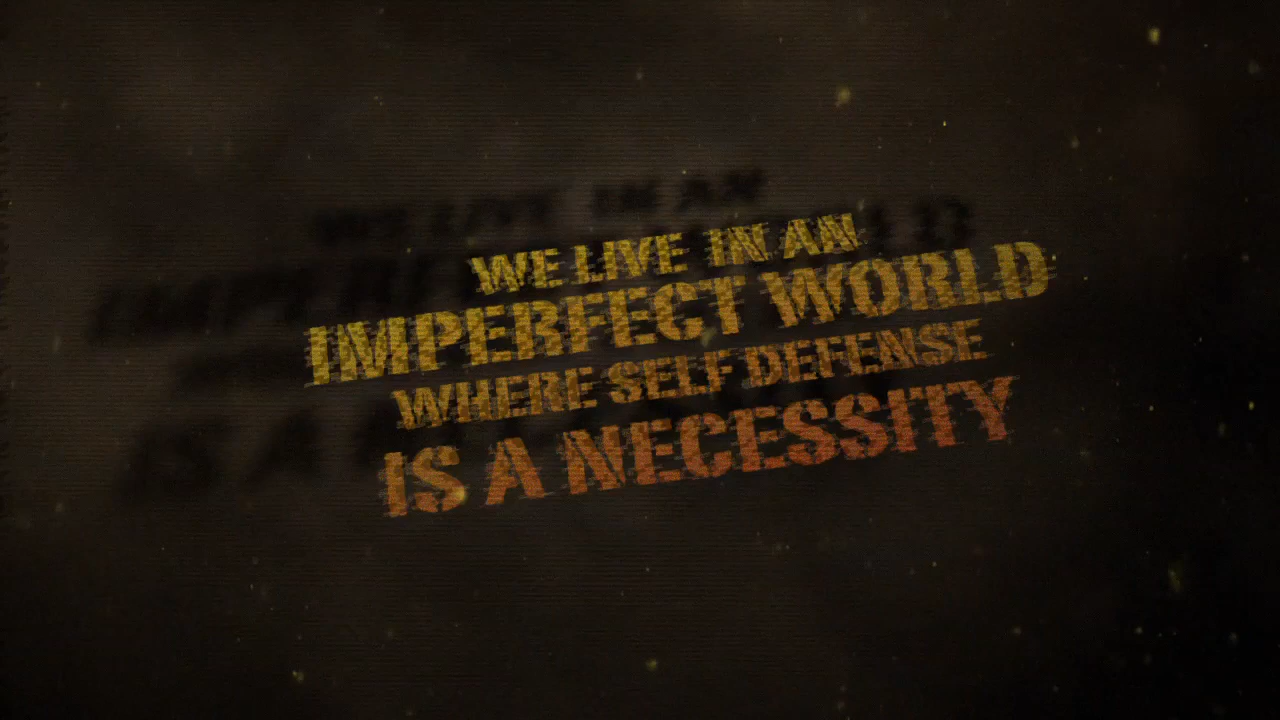 WE LIVE IN AN
IMPERFECT WORLD
WHERE SELF DEFENSE
IS A NECESSITY